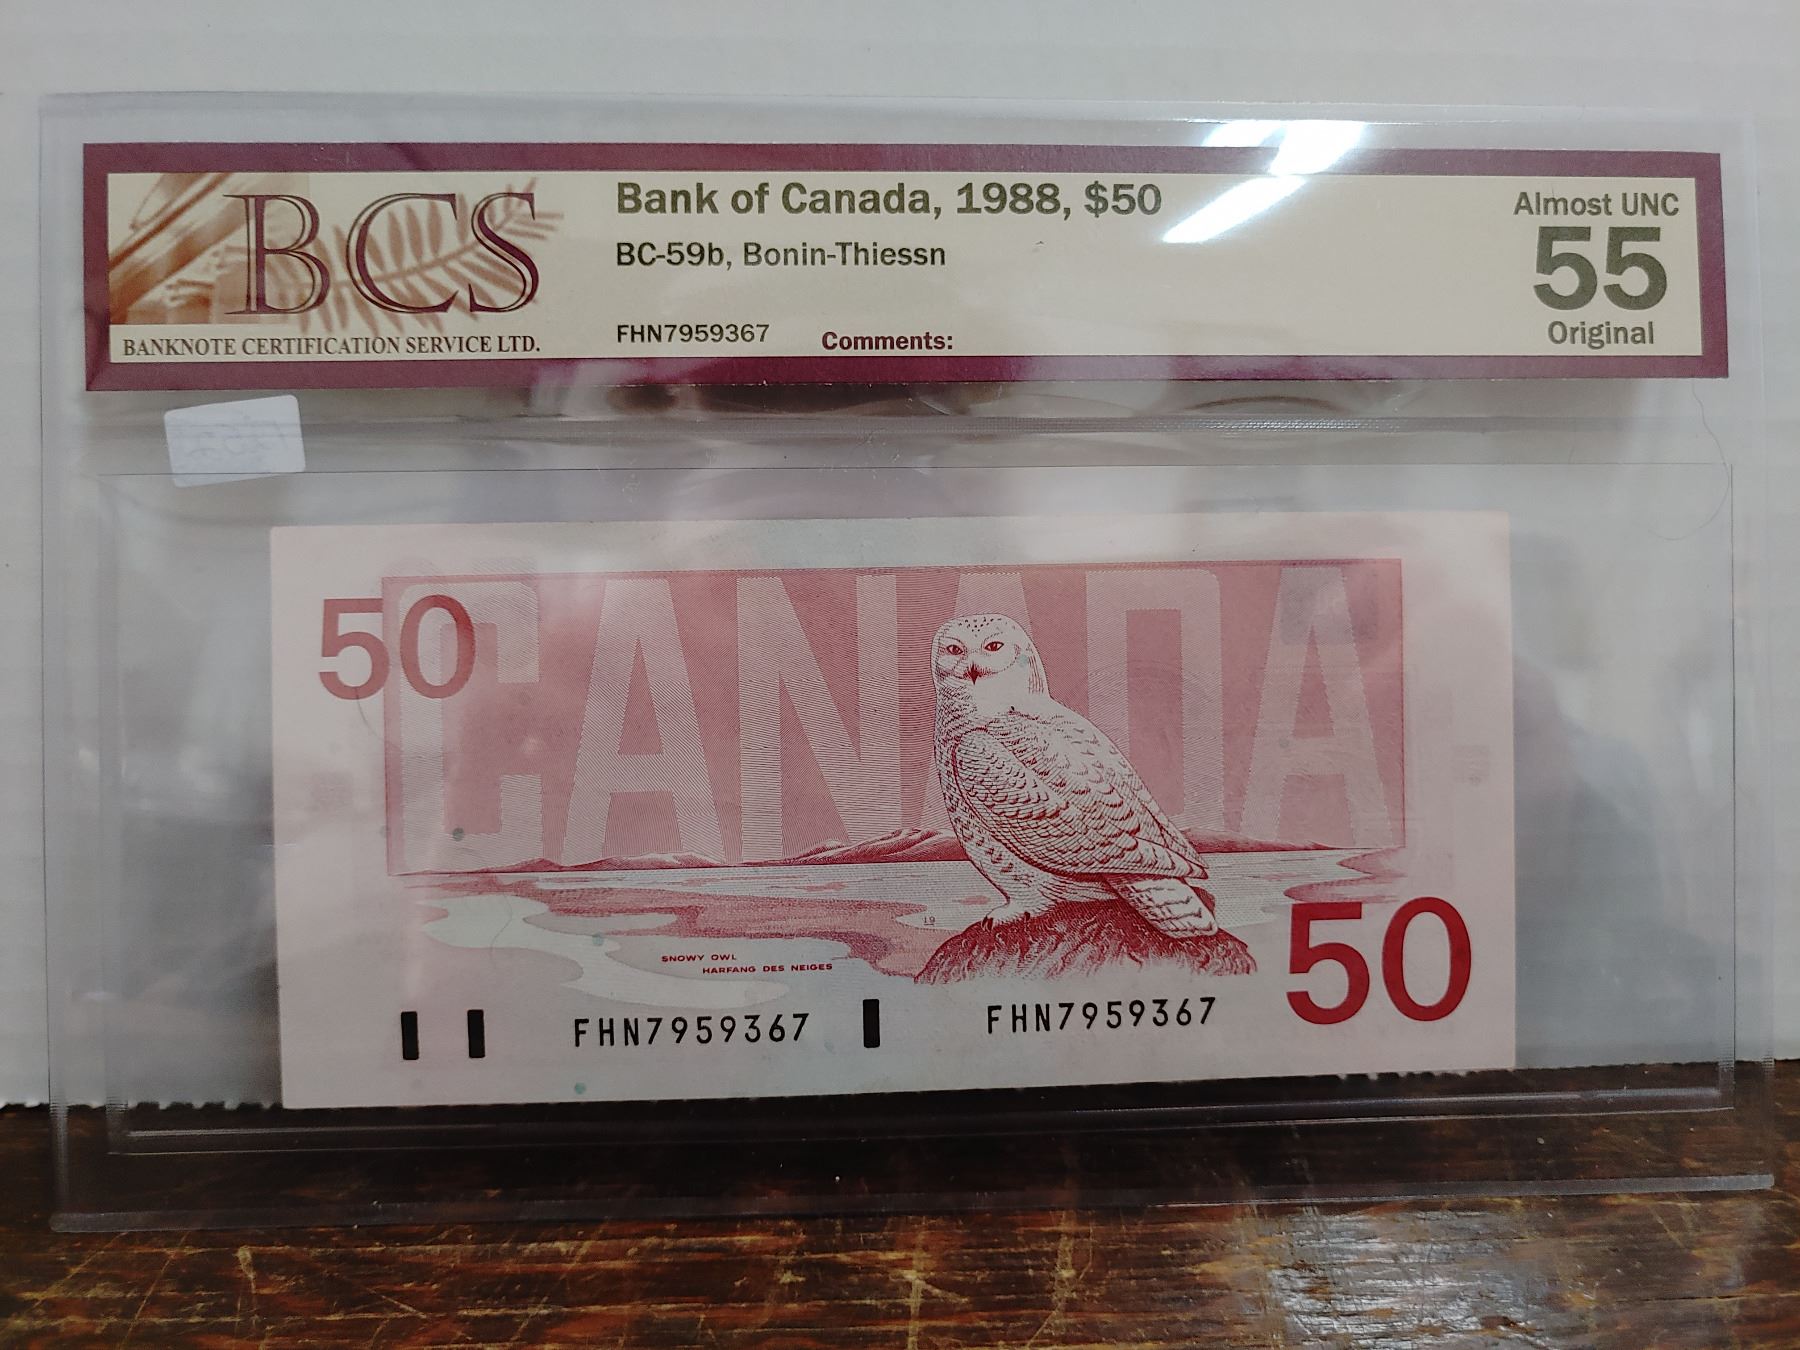 BCS
BANKNOTE CERTIFICATION SERVICE LTD.
Bank of Canada, 1988, $50
BC-59b, Bonin-Thiessn
FHN7959367 Comments:
Almost UNC
55
Original
50
CANADA
19
SNOWY OWL
HARFANG DES NEIGES
50
FHN7959367 FHN7959367